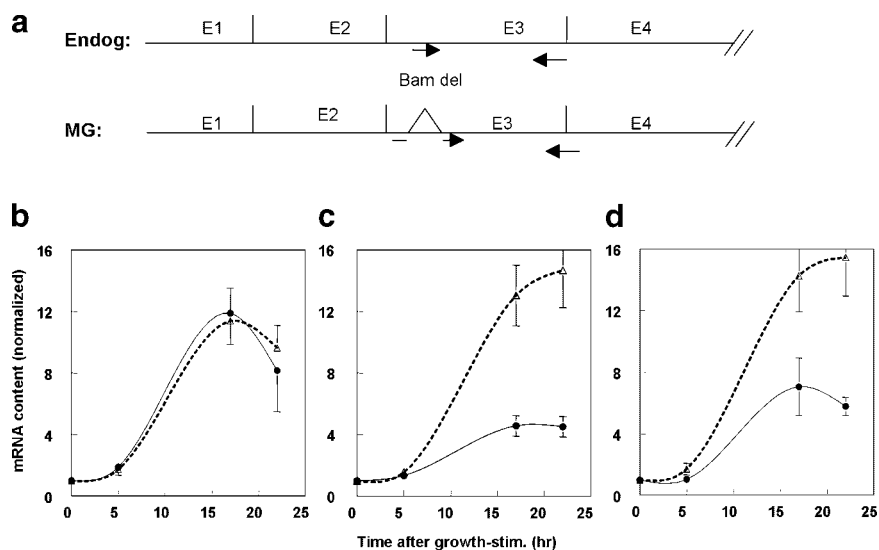 a
Endog: E1 E2 E3 E4
Bam del
MG: E1 E2 E3 E4
b c d
mRNA content (normalized)
16 16 16
12 12 12
8 8 8
4 4 4
0 0 0
0 5 10 15 20 25 0 5 10 15 20 25 0 5 10 15 20 25
Time after growth-stim. (hr)